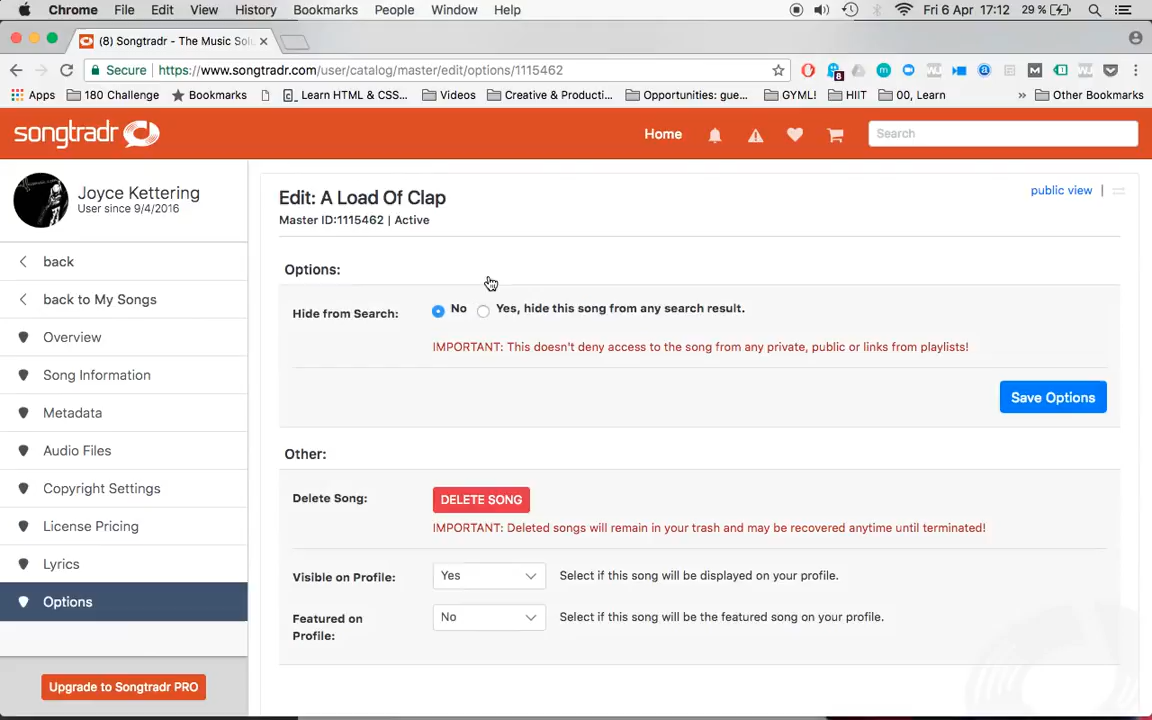 Chrome File Edit View History Bookmarks People Window Help Fri 6 Apr 17:12 29%
(8) Songtradr - The Music Sol
Secure https://www.songtradr.com/user/catalog/master/edit/options/1115462 8
Apps 180 Challenge Bookmarks Learn HTML & CSS... Videos Creative & Producti... Opportunities: gue... GYML! HIIT 00, Learn » Other Bookmarks
songtradr Home Search
Joyce Kettering
User since 9/4/2016
back
back to My Songs
Overview
Song Information
Metadata
Audio Files
Copyright Settings
License Pricing
Lyrics
Options
Upgrade to Songtradr PRO
Edit: A Load Of Clap
public view |
Master ID:1115462 | Active
Options:
Hide from Search: No Yes, hide this song from any search result.
IMPORTANT: This doesn't deny access to the song from any private, public or links from playlists!
Save Options
Other:
Delete Song: DELETE SONG
IMPORTANT: Deleted songs will remain in your trash and may be recovered anytime until terminated!
Visible on Profile: Yes Select if this song will be displayed on your profile.
Featured on Profile: No Select if this song will be the featured song on your profile.